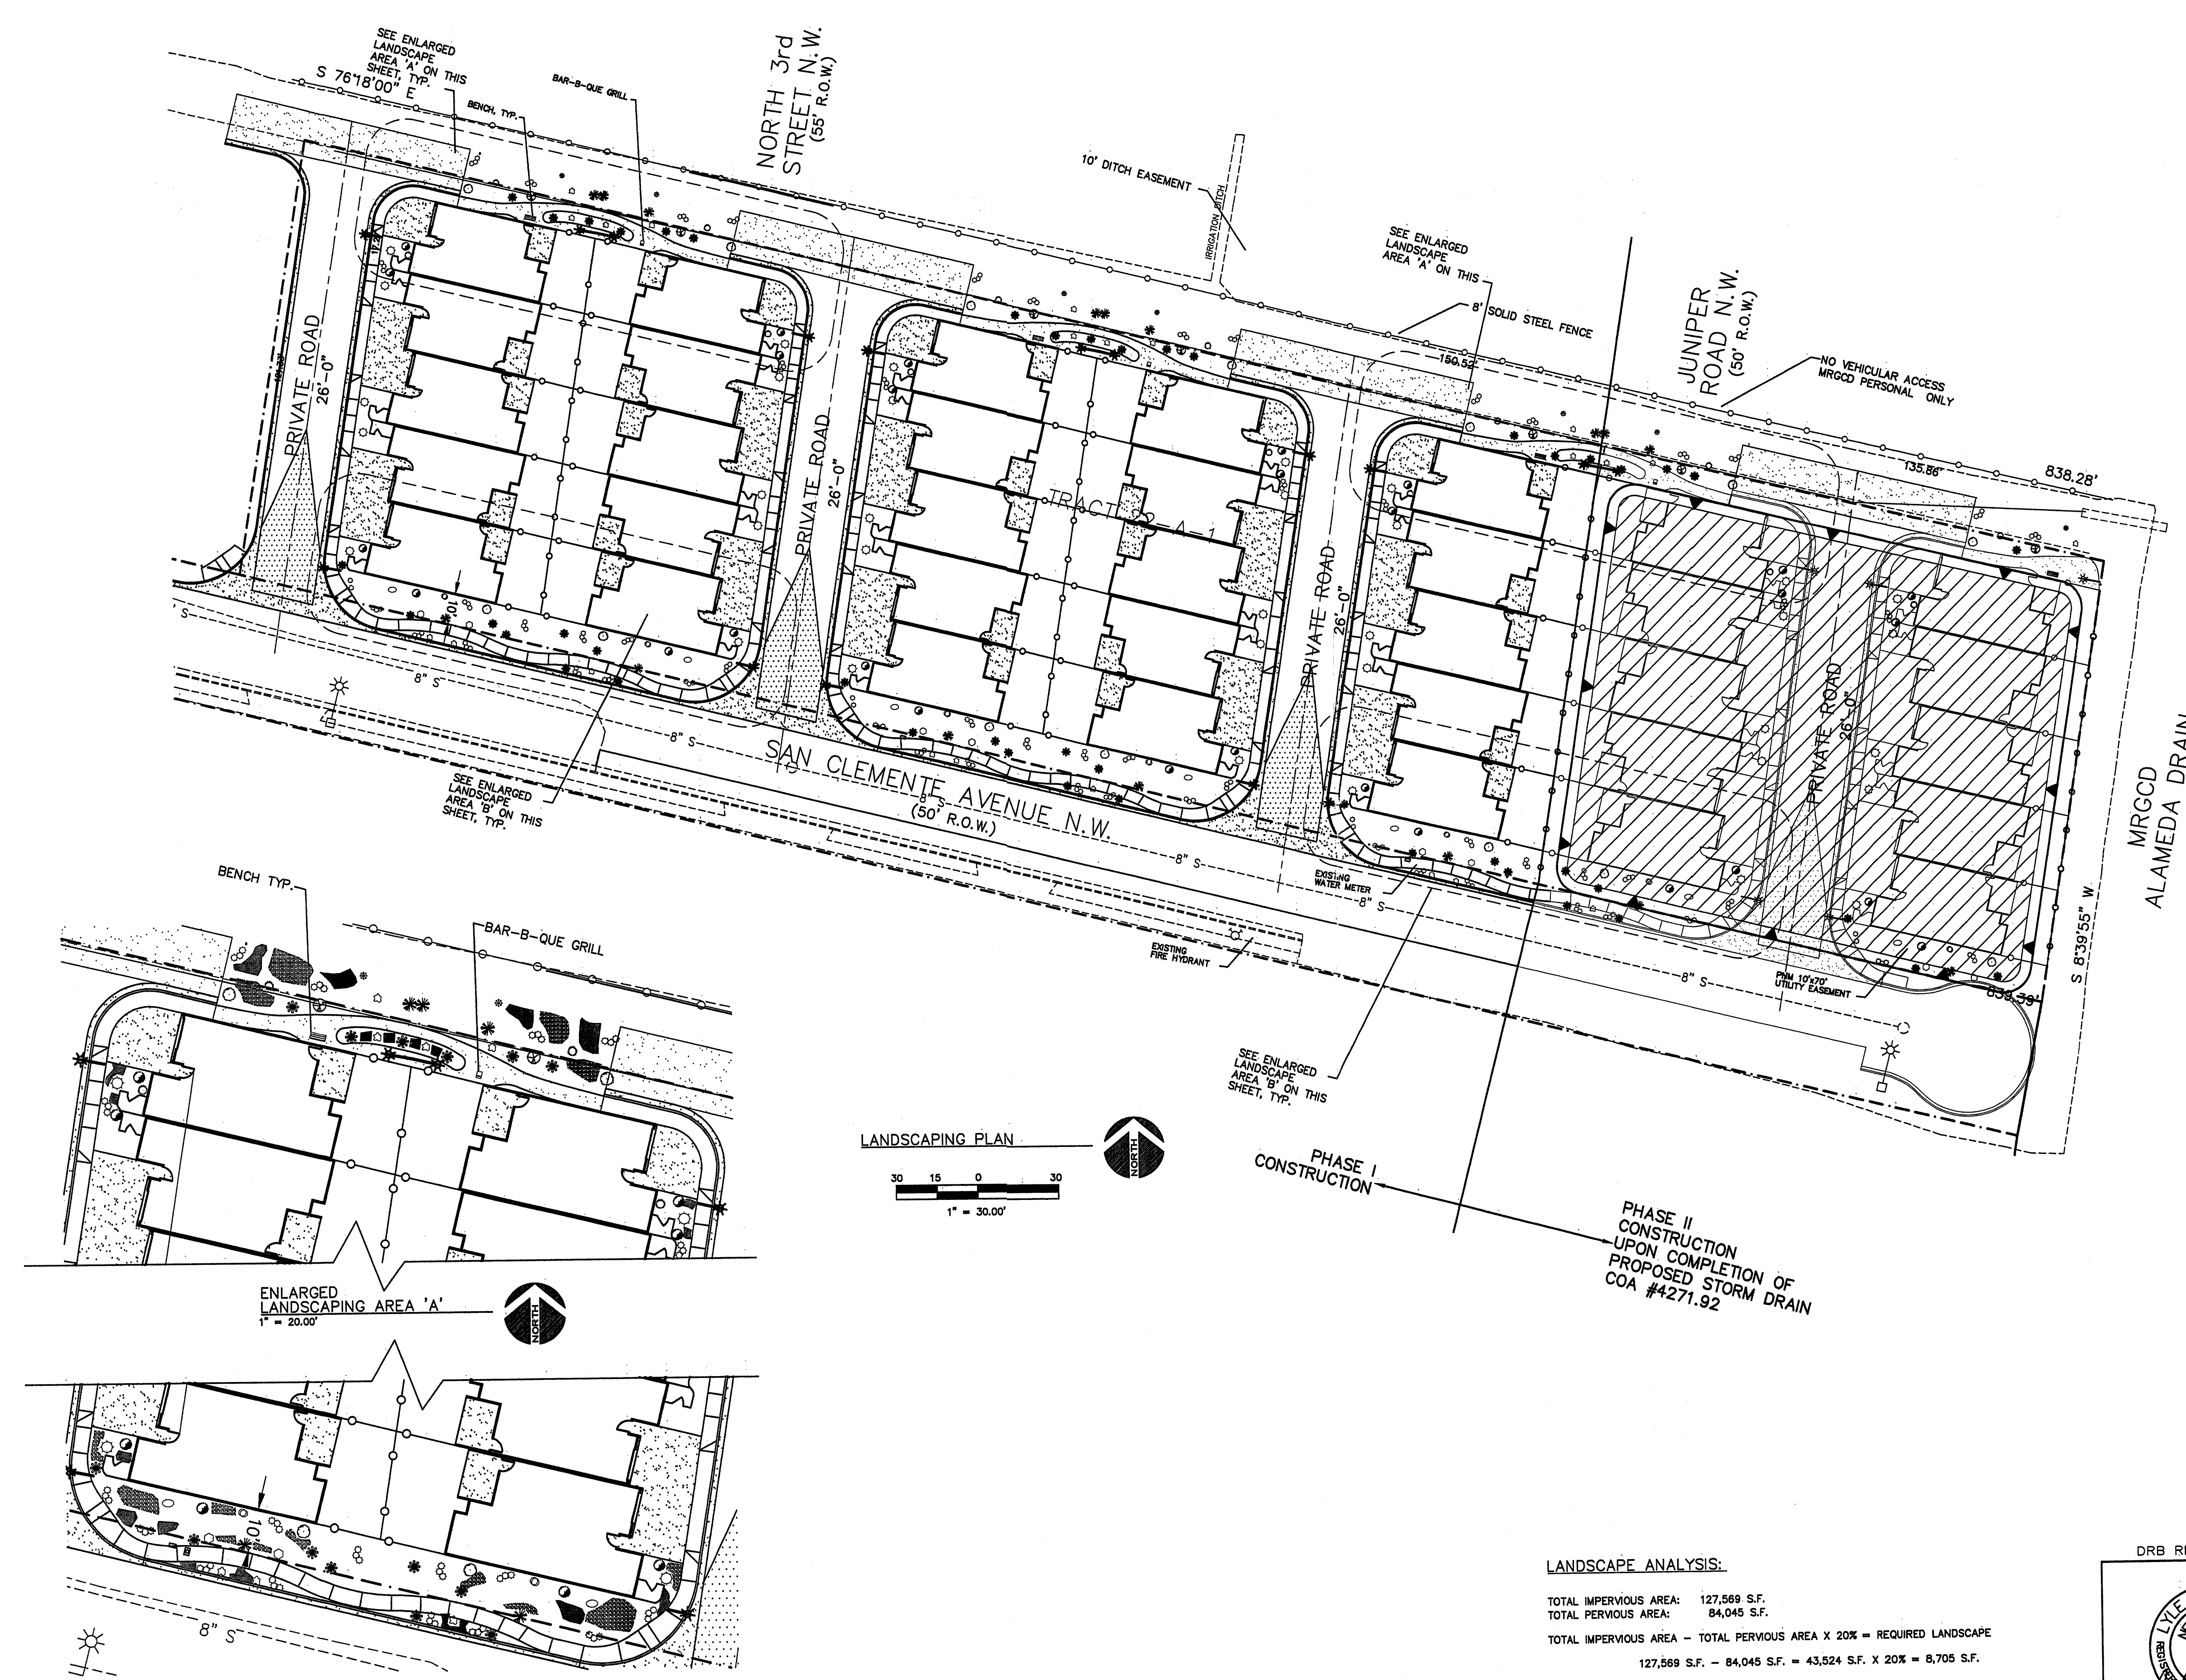 SEE ENLARGED
LANDSCAPE
AREA 'A' ON THIS
SHEET, TYP.
S 76°18'00" E
BENCH, TYP.
BAR-B-QUE GRILL
NORTH 3rd
STREET N.W.
(55' R.O.W.)
10' DITCH EASEMENT
IRRIGATION DITCH
SEE ENLARGED
LANDSCAPE
AREA 'A' ON THIS
8' SOLID STEEL FENCE
150.52'
JUNIPER
ROAD N.W.
(50' R.O.W.)
NO VEHICULAR ACCESS
MRGCD PERSONAL ONLY
135.86'
838.28'
PRIVATE ROAD
26'-0"
PRIVATE ROAD
26'-0"
PRIVATE ROAD
26'-0"
PRIVATE ROAD
26'-0"
10'
8" S
8" S
8" S
8" S
8" S
8" S
SAN CLEMENTE AVENUE N.W.
(50' R.O.W.)
SEE ENLARGED
LANDSCAPE
AREA 'B' ON THIS
SHEET, TYP.
EXISTING
WATER METER
EXISTING
FIRE HYDRANT
PNM 10'x70'
UTILITY EASEMENT
839.39'
S 8°39'55" W
MRGCD
ALAMEDA DRAIN
SEE ENLARGED
LANDSCAPE
AREA 'B' ON THIS
SHEET, TYP.
BENCH TYP.
BAR-B-QUE GRILL
LANDSCAPING PLAN
NORTH
30 15 0 30
1" = 30.00'
PHASE I
CONSTRUCTION
PHASE II
CONSTRUCTION
UPON COMPLETION OF
PROPOSED STORM DRAIN
COA #4271.92
ENLARGED
LANDSCAPING AREA 'A'
1" = 20.00'
NORTH
10'
8" S
LANDSCAPE ANALYSIS:
TOTAL IMPERVIOUS AREA: 127,569 S.F.
TOTAL PERVIOUS AREA: 84,045 S.F.
TOTAL IMPERVIOUS AREA - TOTAL PERVIOUS AREA X 20% = REQUIRED LANDSCAPE
127,569 S.F. - 84,045 S.F. = 43,524 S.F. X 20% = 8,705 S.F.
DRB
LYLE